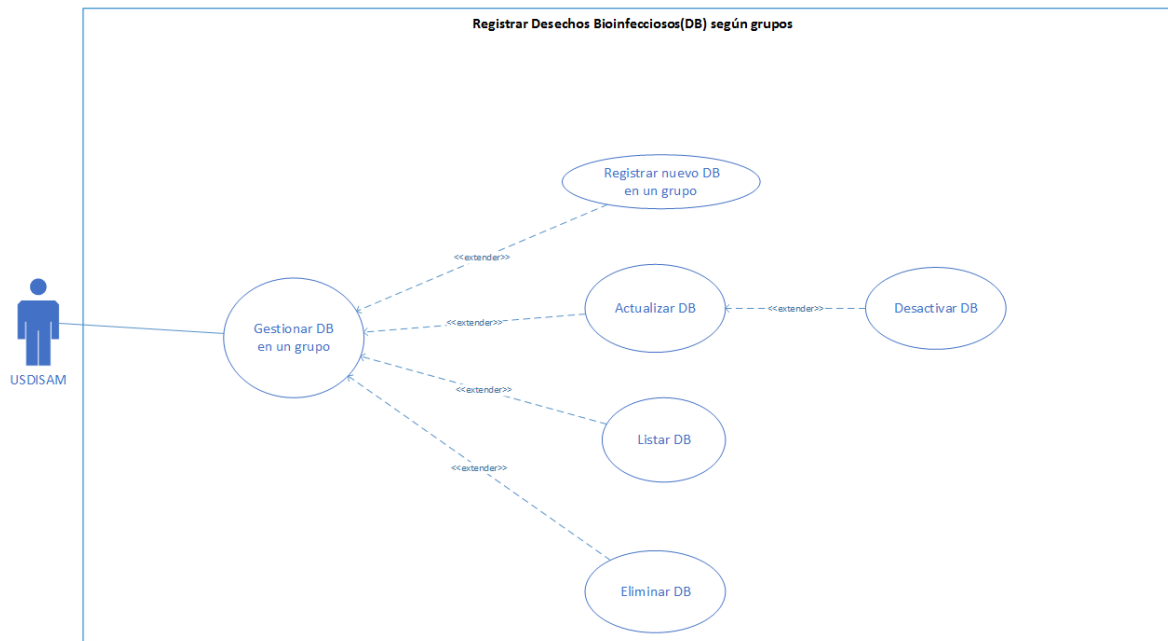 Registrar Desechos Bioinfecciosos(DB) según grupos
Registrar nuevo DB
en un grupo
<<extender>>
Actualizar DB
<<extender>>
Desactivar DB
<<extender>>
Gestionar DB
en un grupo
USDISAM
<<extender>>
Listar DB
<<extender>>
Eliminar DB